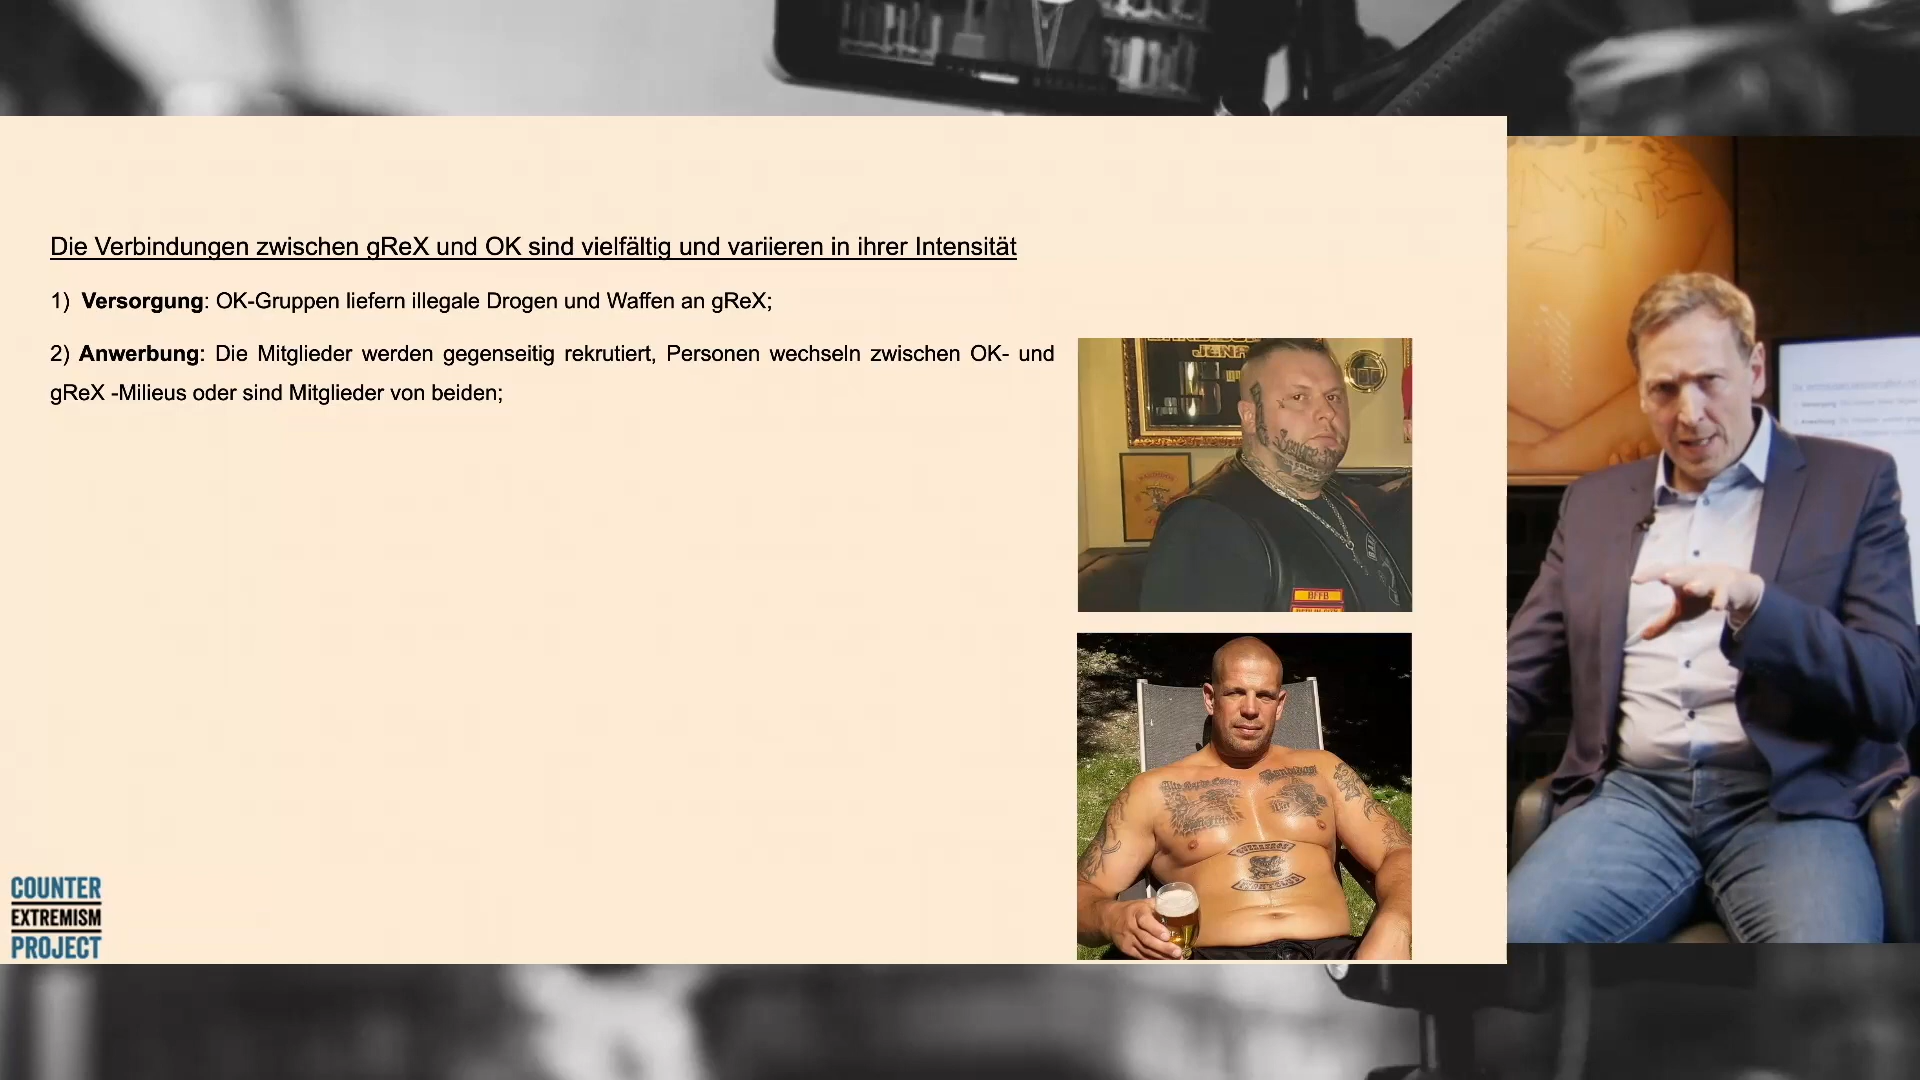 Die Verbindungen zwischen gReX und OK sind vielfältig und variieren in ihrer Intensität
1) Versorgung: OK-Gruppen liefern illegale Drogen und Waffen an gReX;
2) Anwerbung: Die Mitglieder werden gegenseitig rekrutiert, Personen wechseln zwischen OK- und
gReX -Milieus oder sind Mitglieder von beiden;
JENA
BFFB
COUNTER
EXTREMISM
PROJECT